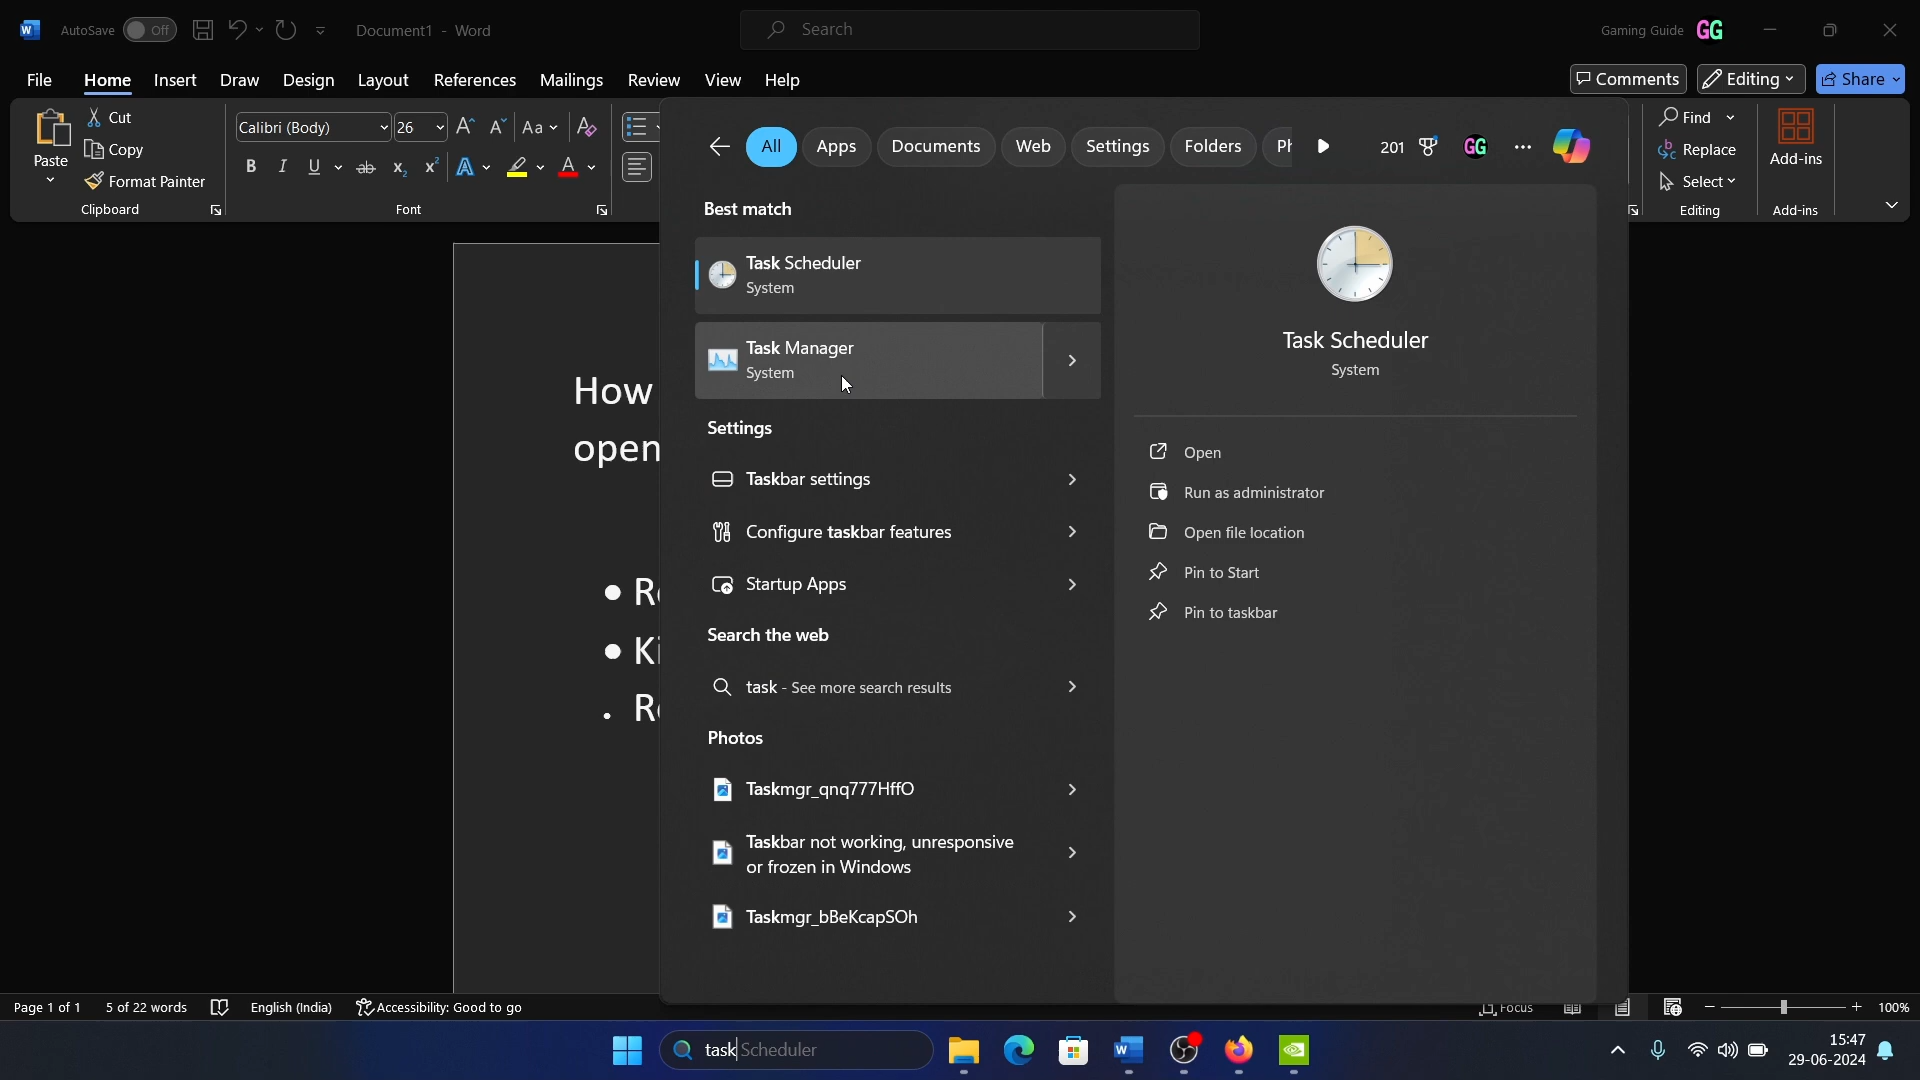 AutoSave Off Document1 - Word Search Gaming Guide GG
File Home Insert Draw Design Layout References Mailings Review View Help Comments Editing Share
Paste Cut Copy Format Painter Clipboard
Calibri (Body) 26 Aa
B I U ab x₂ x² A A
Font
Find
Replace
Select
Editing
Add-ins
Add-ins
All Apps Documents Web Settings Folders 201 GG
Best match
Task Scheduler
System
Task Manager
System
Settings
Taskbar settings
Configure taskbar features
Startup Apps
Search the web
task - See more search results
Photos
Taskmgr_qnq777HffO
Taskbar not working, unresponsive
or frozen in Windows
Taskmgr_bBeKcapSOh
Task Scheduler
System
Open
Run as administrator
Open file location
Pin to Start
Pin to taskbar
How
open
Page 1 of 1 5 of 22 words English (India) Accessibility: Good to go Focus 100%
task Scheduler
15:47
29-06-2024